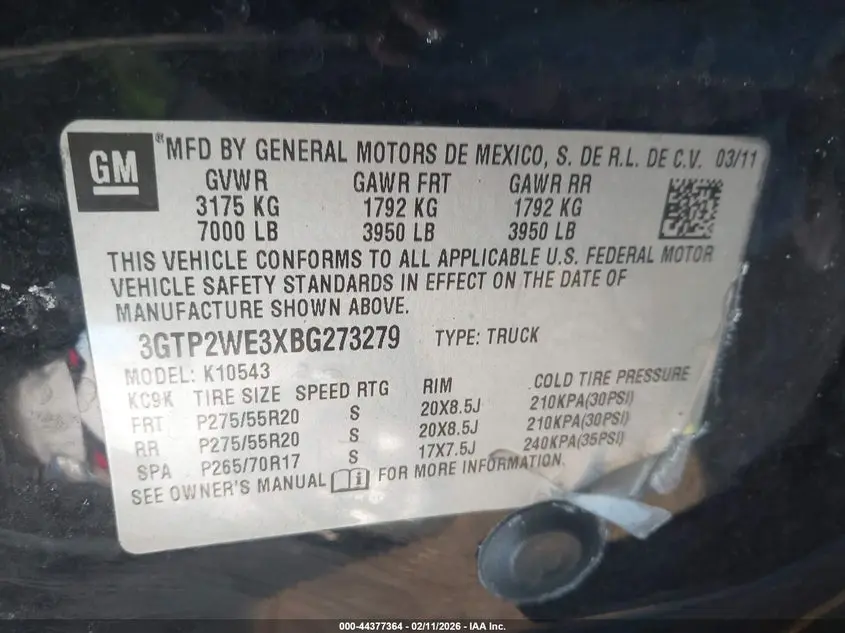 GM ®MFD BY GENERAL MOTORS DE MEXICO, S. DE R.L. DE C.V. 03/11
GVWR GAWR FRT GAWR RR
3175 KG 1792 KG 1792 KG
7000 LB 3950 LB 3950 LB
THIS VEHICLE CONFORMS TO ALL APPLICABLE U.S. FEDERAL MOTOR
VEHICLE SAFETY STANDARDS IN EFFECT ON THE DATE OF
MANUFACTURE SHOWN ABOVE.
3GTP2WE3XBG273279 TYPE: TRUCK
MODEL: K10543
KC9K TIRE SIZE SPEED RTG RIM COLD TIRE PRESSURE
FRT P275/55R20 S 20X8.5J 210KPA(30PSI)
RR P275/55R20 S 20X8.5J 210KPA(30PSI)
SPA P265/70R17 S 17X7.5J 240KPA(35PSI)
SEE OWNER'S MANUAL i FOR MORE INFORMATION.
000-44377364 - 02/11/2026 - IAA Inc.